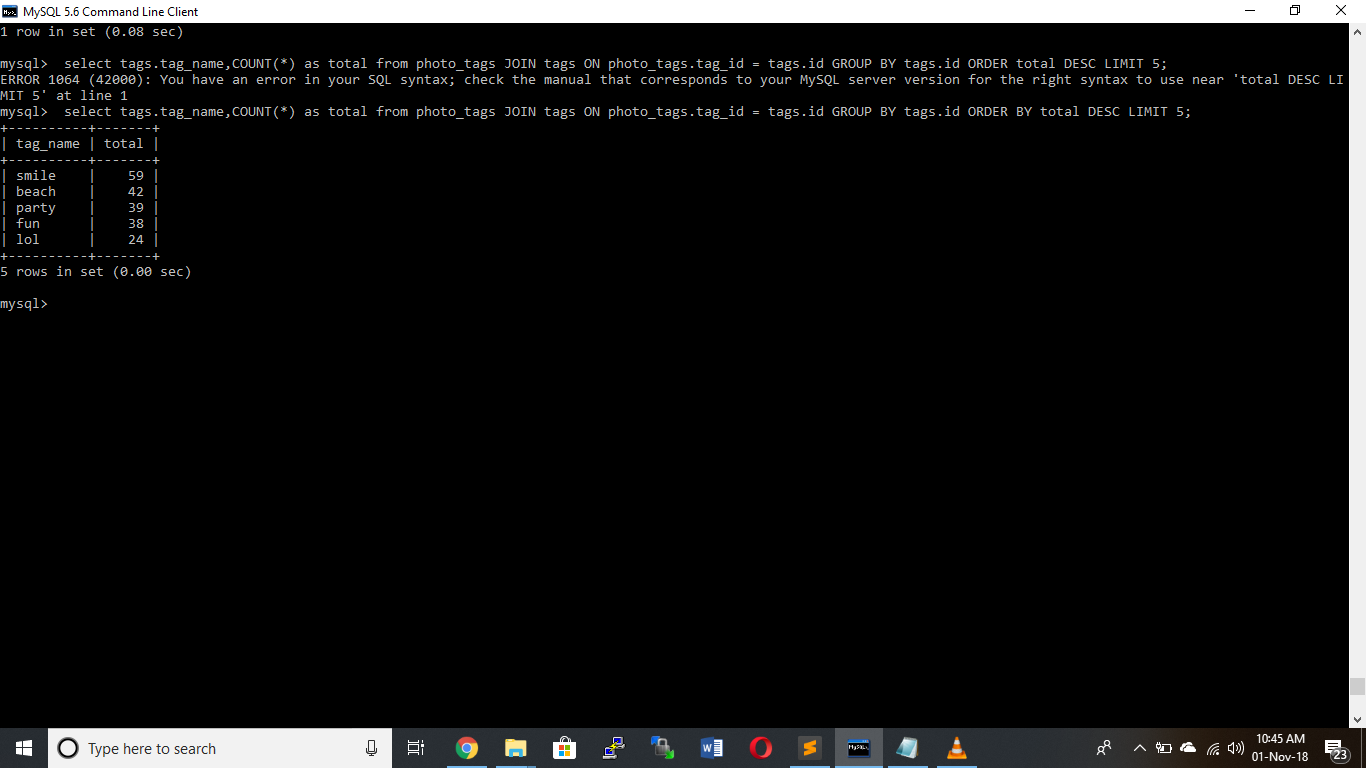 MySQL 5.6 Command Line Client
1 row in set (0.08 sec)
mysql>  select tags.tag_name,COUNT(*) as total from photo_tags JOIN tags ON photo_tags.tag_id = tags.id GROUP BY tags.id ORDER total DESC LIMIT 5;
ERROR 1064 (42000): You have an error in your SQL syntax; check the manual that corresponds to your MySQL server version for the right syntax to use near 'total DESC LI
MIT 5' at line 1
mysql>  select tags.tag_name,COUNT(*) as total from photo_tags JOIN tags ON photo_tags.tag_id = tags.id GROUP BY tags.id ORDER BY total DESC LIMIT 5;
+----------+-------+
| tag_name | total |
+----------+-------+
| smile    |    59 |
| beach    |    42 |
| party    |    39 |
| fun      |    38 |
| lol      |    24 |
+----------+-------+
5 rows in set (0.00 sec)
mysql>
Type here to search
10:45 AM
01-Nov-18
23